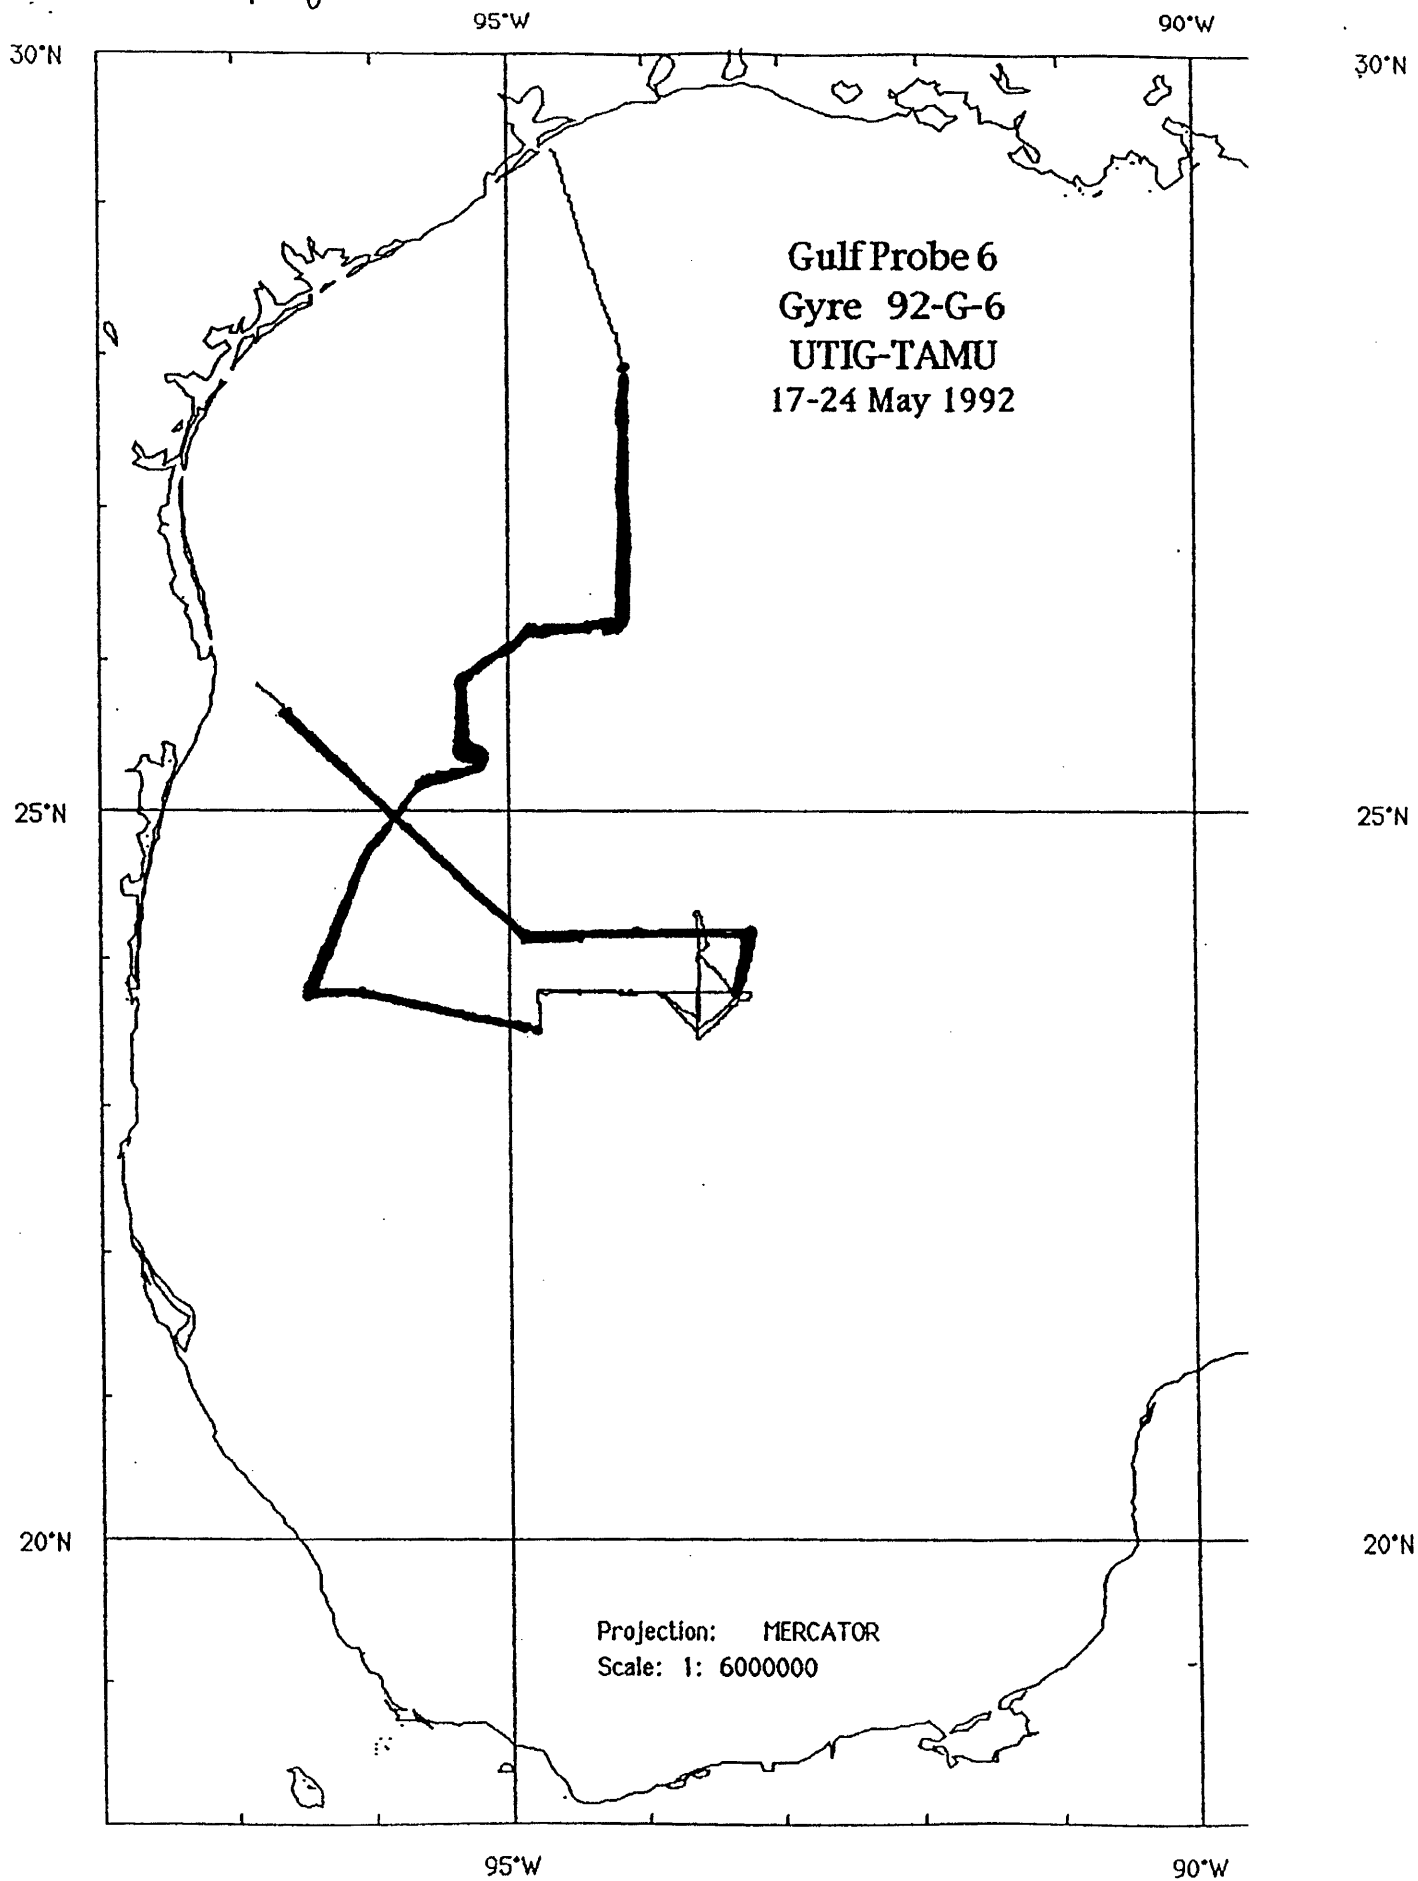 95°W 90°W
30°N 30°N
Gulf Probe 6
Gyre 92-G-6
UTIG-TAMU
17-24 May 1992
25°N 25°N
20°N 20°N
Projection: MERCATOR
Scale: 1: 6000000
95°W 90°W